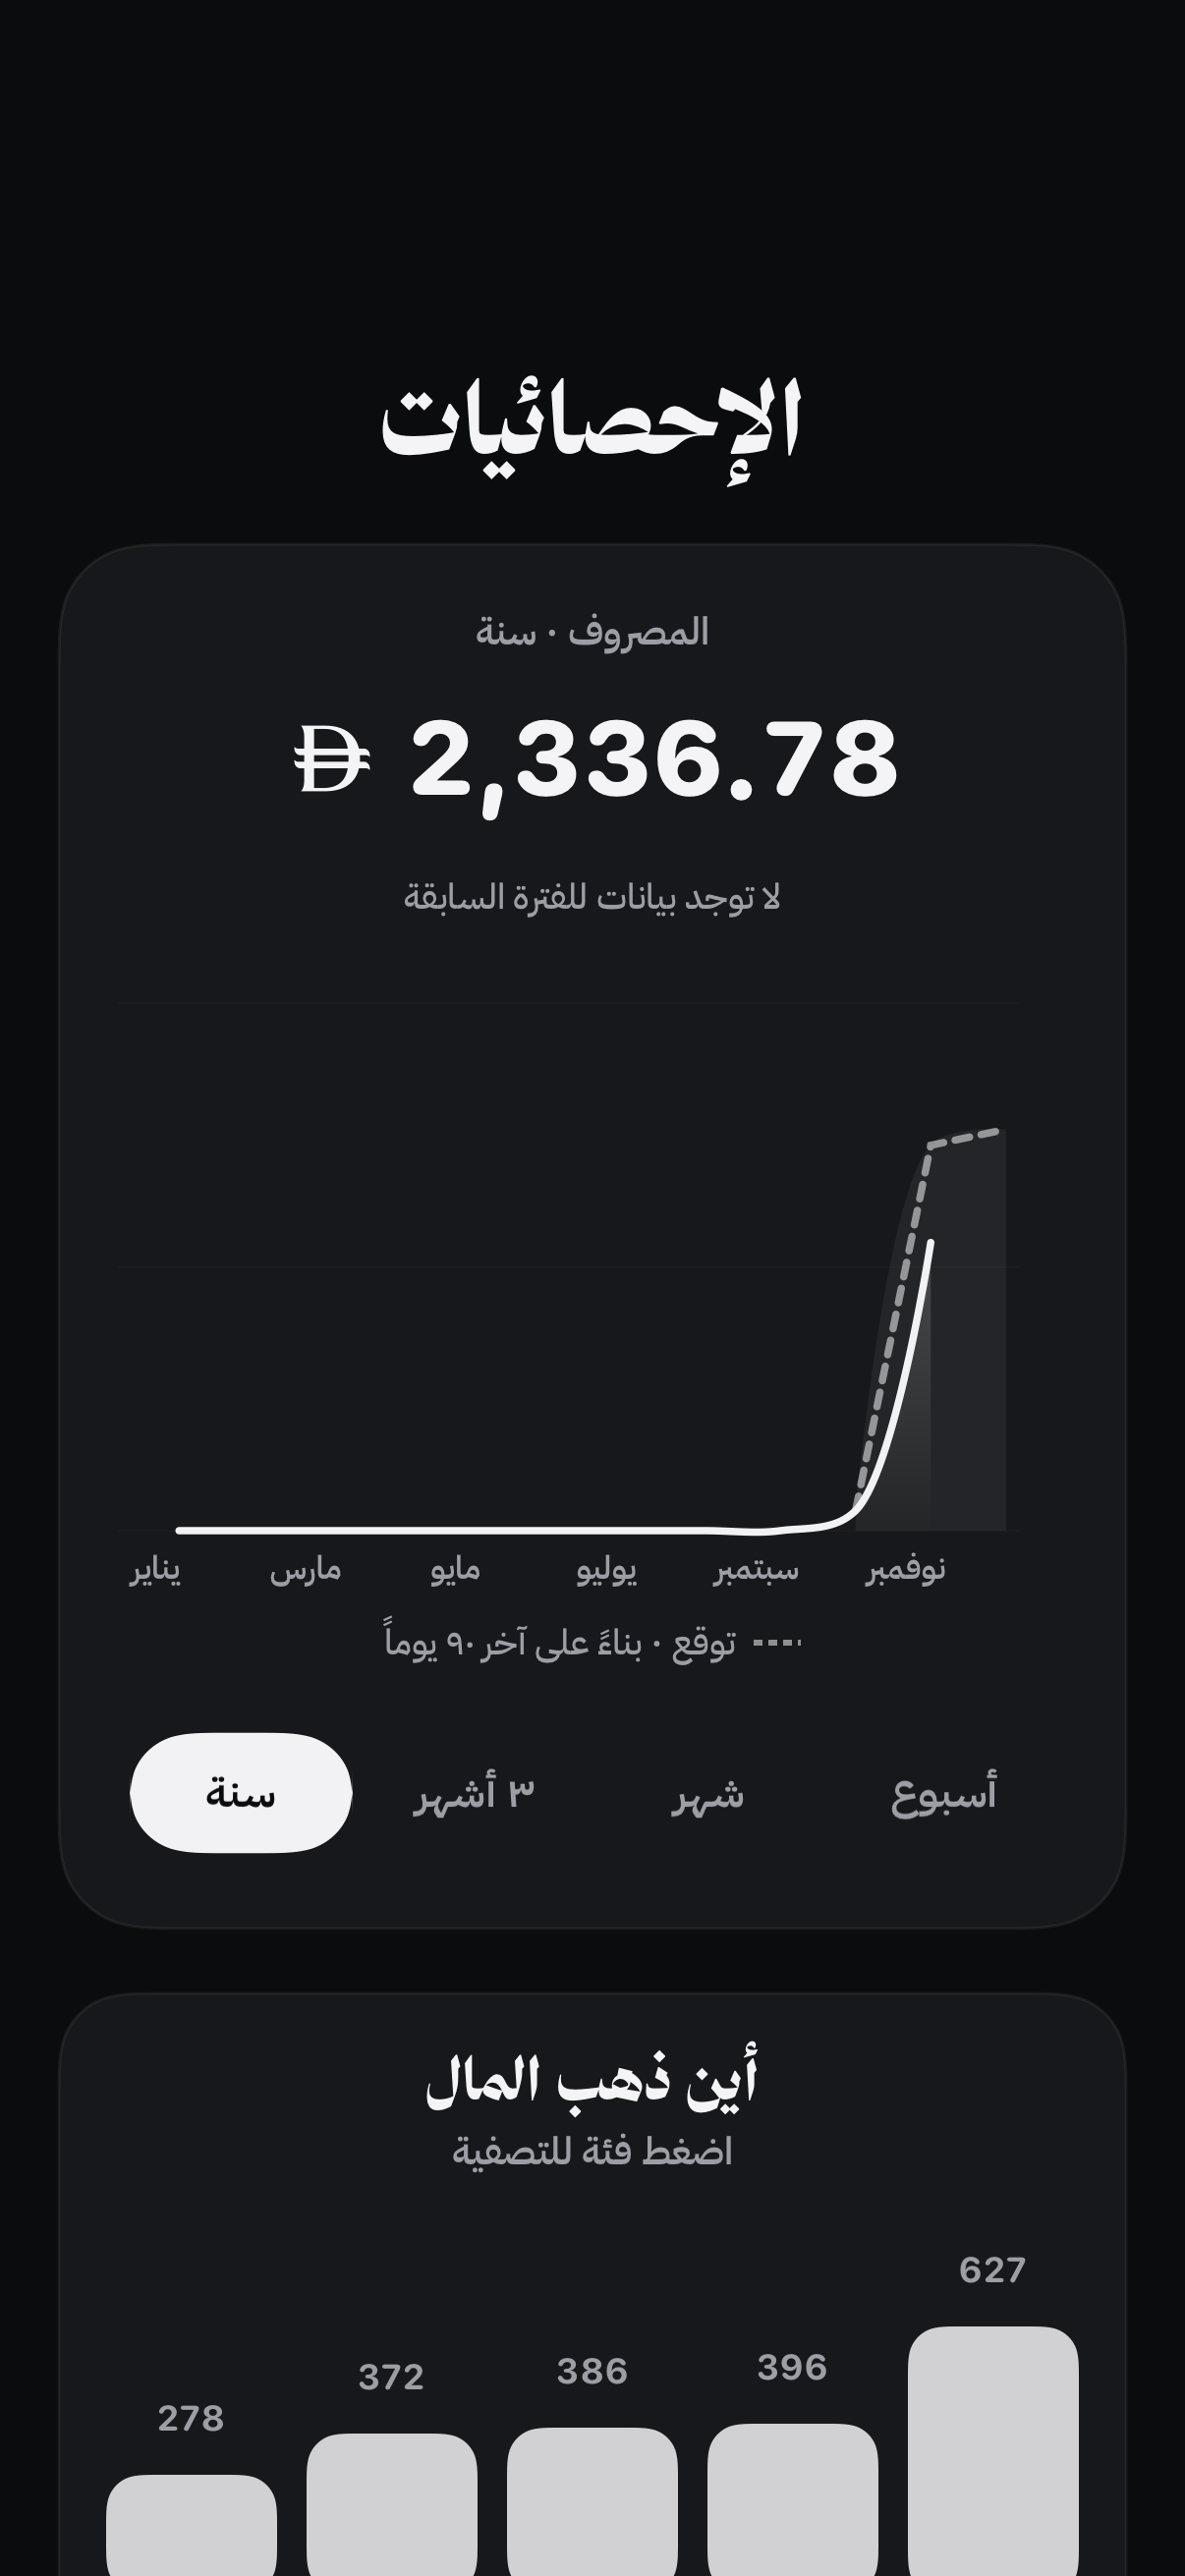 الإحصائيات
المصروف · سنة
2,336.78
لا توجد بيانات للفترة السابقة
يناير مارس مايو يوليو سبتمبر نوفمبر
توقع · بناءً على آخر ٩٠ يوماً
أسبوع شهر ٣ أشهر سنة
أين ذهب المال
اضغط فئة للتصفية
627 396 386 372 278